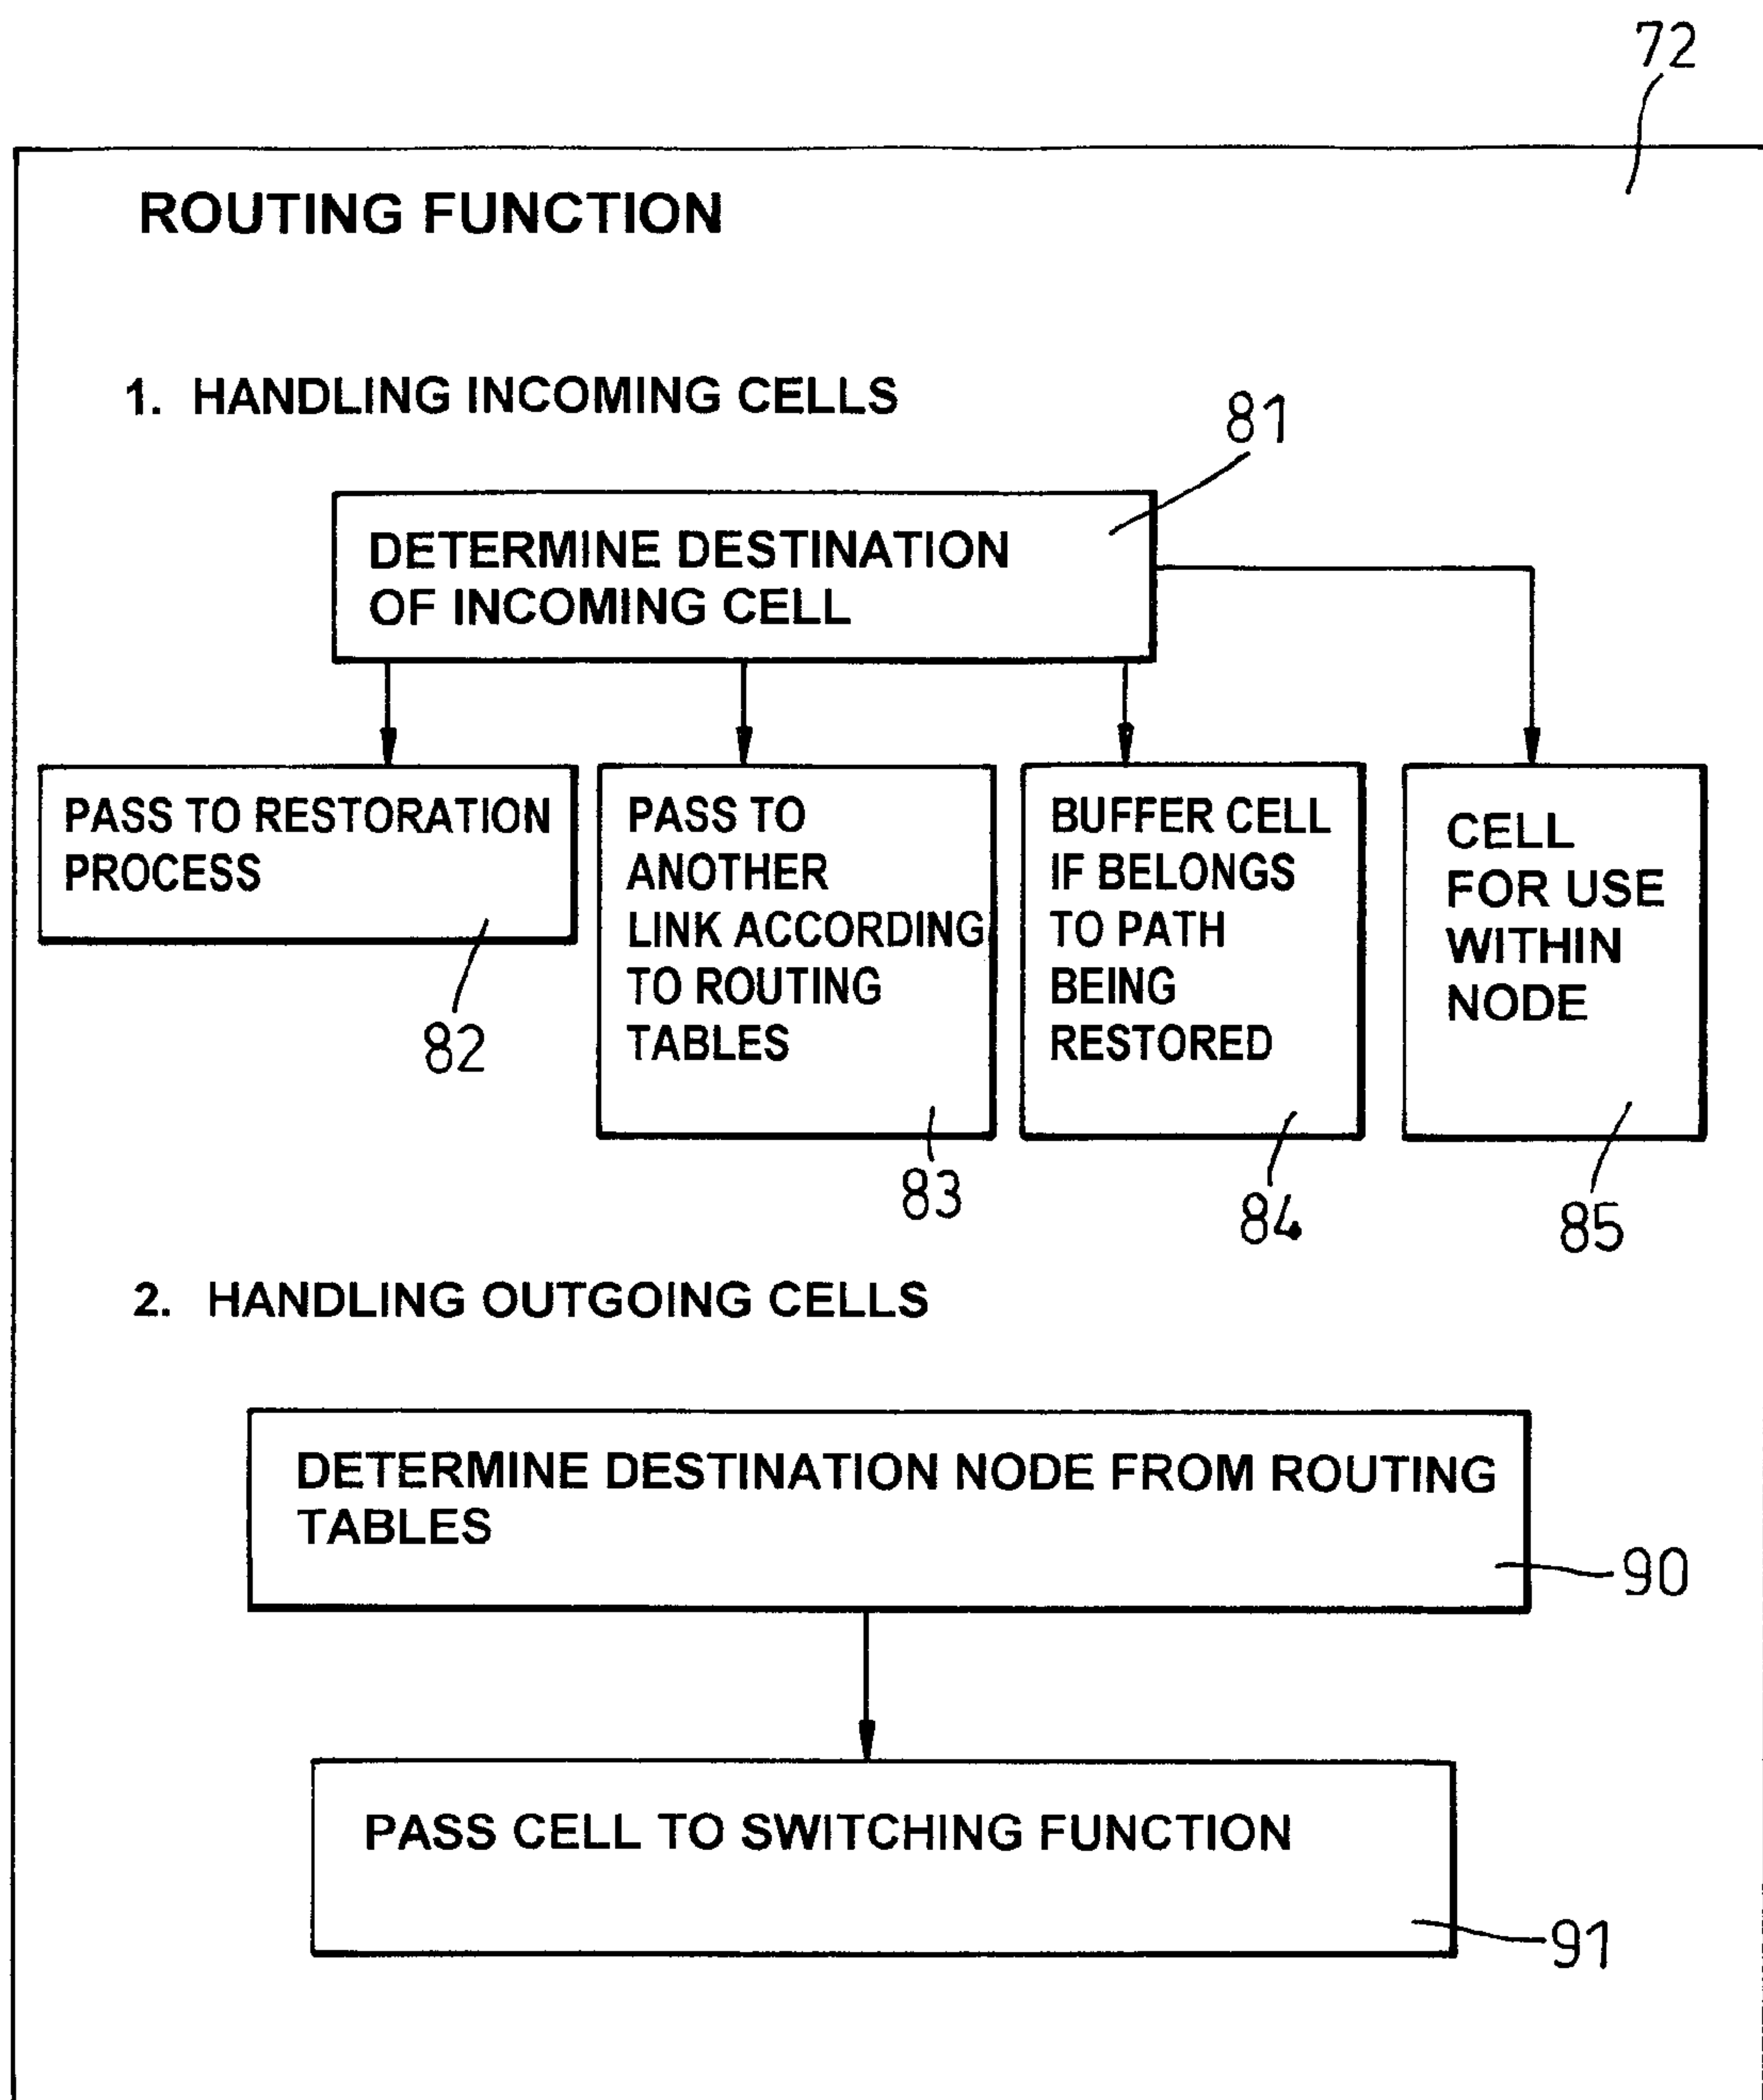 72
ROUTING FUNCTION
1. HANDLING INCOMING CELLS
81
DETERMINE DESTINATION
OF INCOMING CELL
PASS TO RESTORATION
PROCESS
82
PASS TO
ANOTHER
LINK ACCORDING
TO ROUTING
TABLES
83
BUFFER CELL
IF BELONGS
TO PATH
BEING
RESTORED
84
CELL
FOR USE
WITHIN
NODE
85
2. HANDLING OUTGOING CELLS
DETERMINE DESTINATION NODE FROM ROUTING
TABLES
90
PASS CELL TO SWITCHING FUNCTION
91